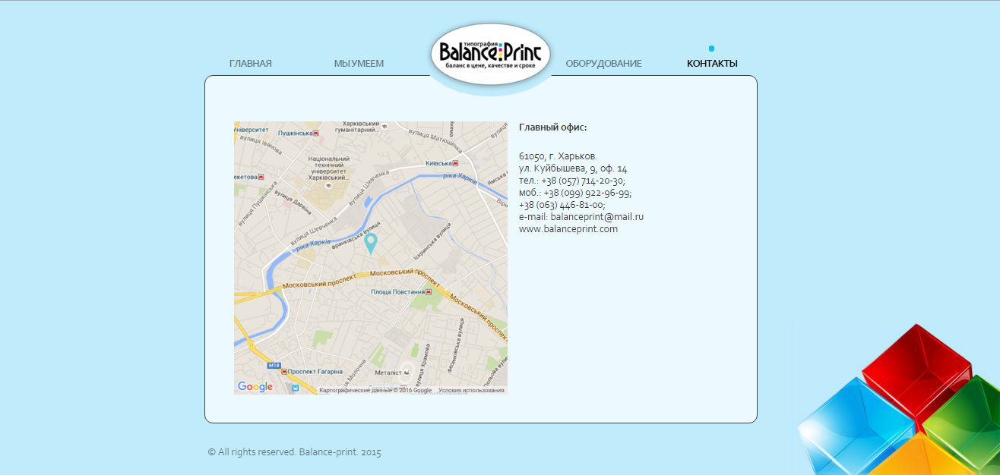 типография
Balance:Print
баланс в цене, качестве и сроке
ГЛАВНАЯ
МЫ УМЕЕМ
ОБОРУДОВАНИЕ
КОНТАКТЫ
Університет
Пушкінська
Харківський
гуманітарний...
вулиця Іванова
вулиця Матюшенка
Національний
технічний
університет
Харківський...
Київська
екетова
вулиця Шевченка
ріка Харків
Ямська
вулиця Пушкінська
вулиця Дарвіна
вулиця Шевченка
ріка Харків
франківська вулиця
Іскринська вулиця
Московський проспект
Московський проспект
Площа Повстання
Московський проспект
M18
Проспект Гагаріна
Молочна
Металіст
вулиця Храмова
вулиця
Польова вулиця
Google
Картографические данные © 2016 Google
Условия использования
Главный офис:
61050, г. Харьков.
ул. Куйбышева, 9, оф. 14
тел.: +38 (057) 714-20-30;
моб.: +38 (099) 922-96-99;
+38 (063) 446-81-00;
e-mail: balanceprint@mail.ru
www.balanceprint.com
© All rights reserved. Balance-print. 2015